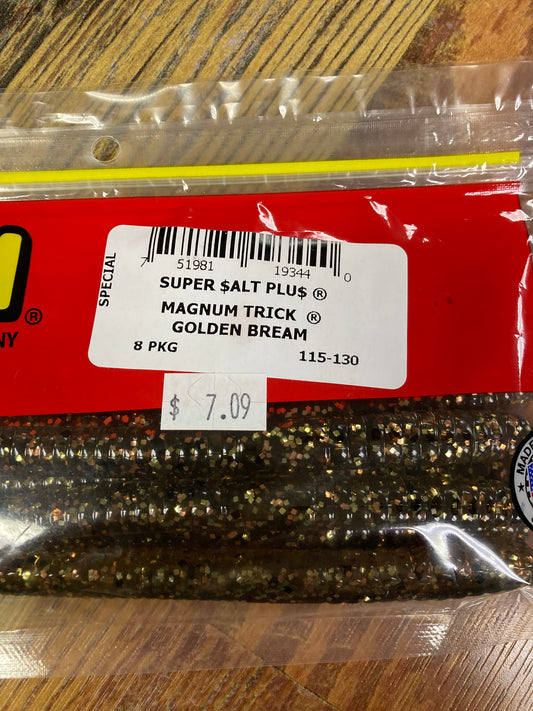 SPECIAL
7 51981 19344 0
SUPER $ALT PLU$ ®
MAGNUM TRICK ®
GOLDEN BREAM
8 PKG 115-130
®
NY
$ 7.09
MADE